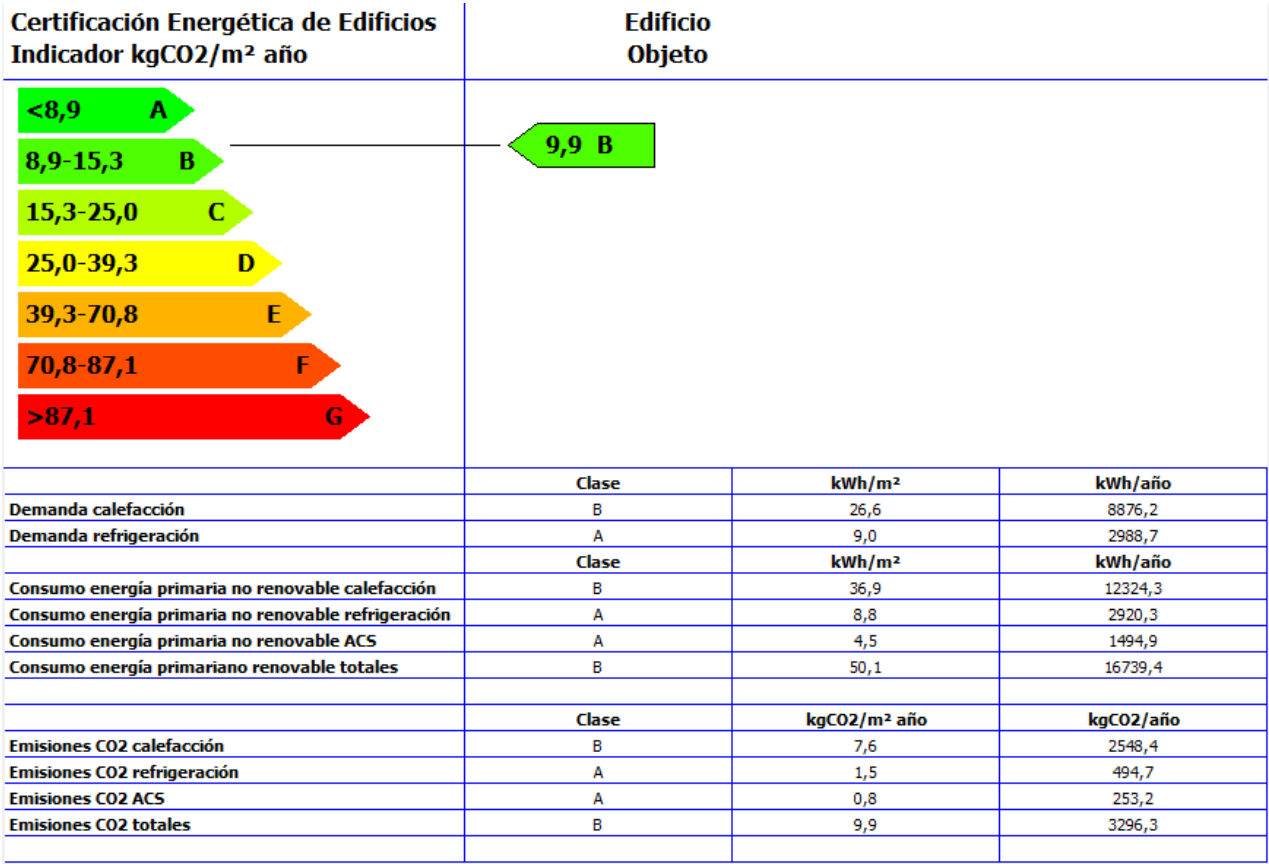 Certificación Energética de Edificios
Indicador kgCO2/m² año
Edificio
Objeto
<8,9 A
8,9-15,3 B
15,3-25,0 C
25,0-39,3 D
39,3-70,8 E
70,8-87,1 F
>87,1 G
9,9 B
Clase kWh/m² kWh/año
Demanda calefacción B 26,6 8876,2
Demanda refrigeración A 9,0 2988,7
Clase kWh/m² kWh/año
Consumo energía primaria no renovable calefacción B 36,9 12324,3
Consumo energía primaria no renovable refrigeración A 8,8 2920,3
Consumo energía primaria no renovable ACS A 4,5 1494,9
Consumo energía primariano renovable totales B 50,1 16739,4
Clase kgCO2/m² año kgCO2/año
Emisiones CO2 calefacción B 7,6 2548,4
Emisiones CO2 refrigeración A 1,5 494,7
Emisiones CO2 ACS A 0,8 253,2
Emisiones CO2 totales B 9,9 3296,3